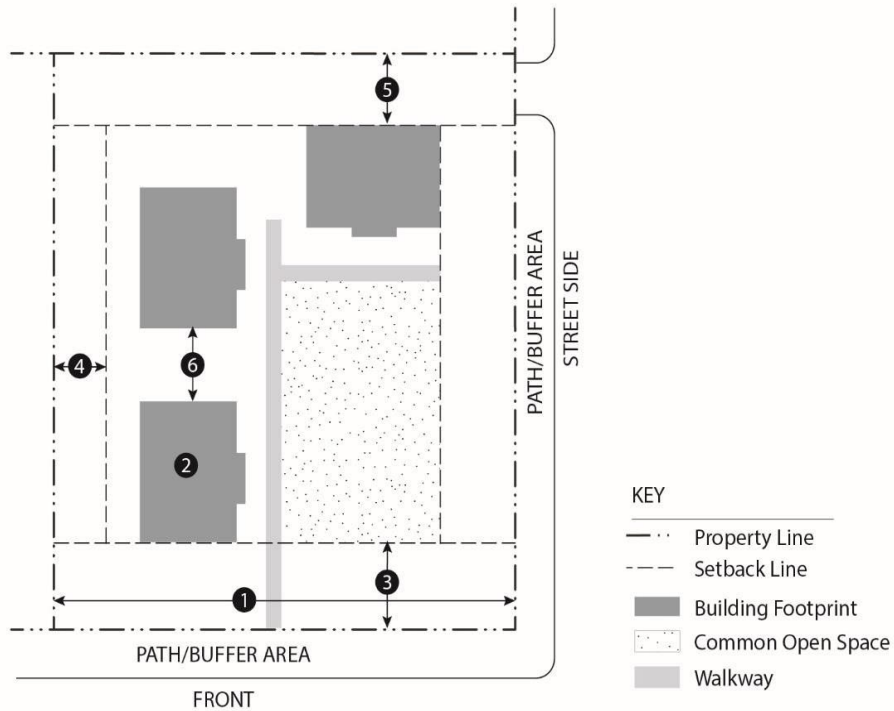 5
4
6
2
3
1
PATH/BUFFER AREA
STREET SIDE
PATH/BUFFER AREA
FRONT
KEY
Property Line
Setback Line
Building Footprint
Common Open Space
Walkway